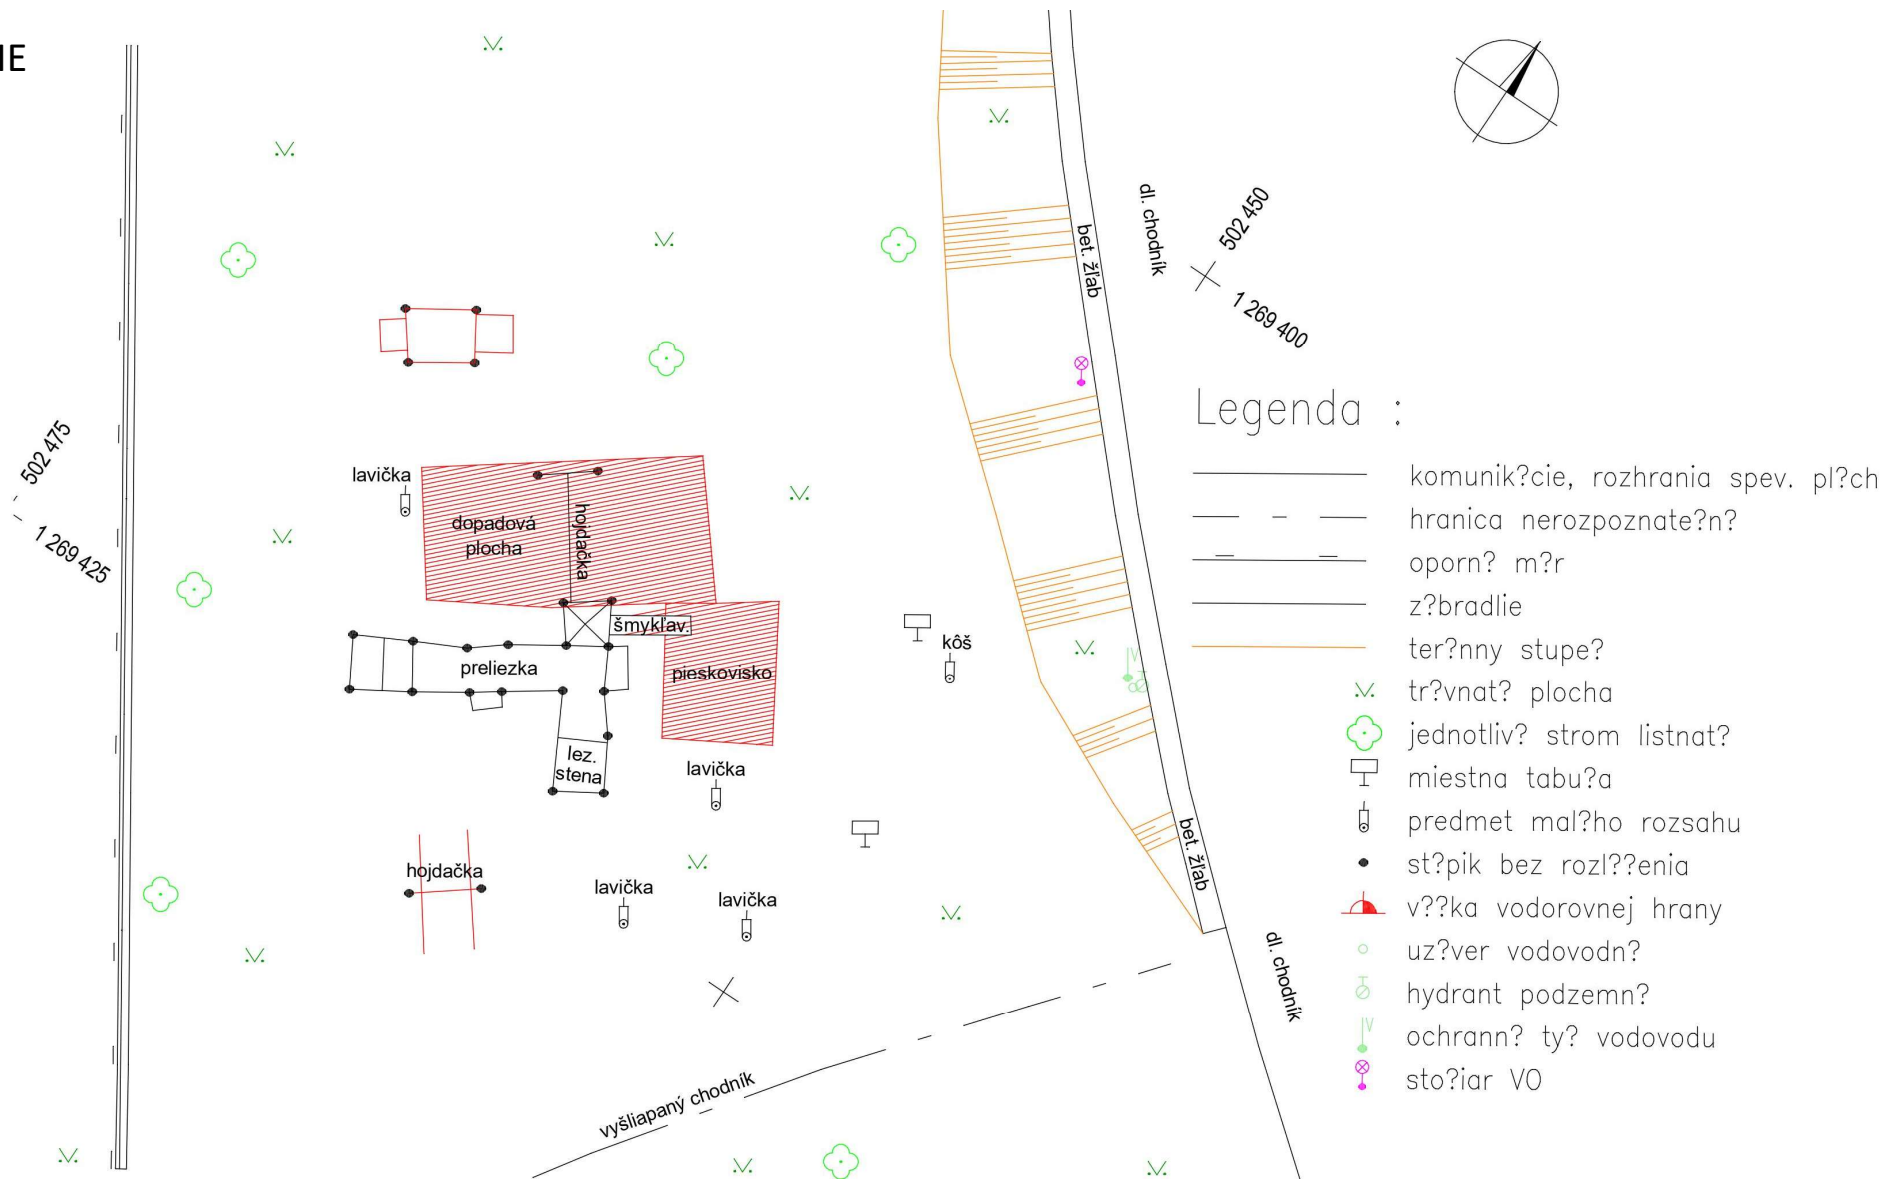 IE
dl. chodník
502 450
bet. žľab
1 269 400
Legenda :
502 475
1 269 425
lavička
dopadová
plocha
hojdačka
šmykľav.
kôš
preliezka
pieskovisko
lez.
stena
lavička
hojdačka
lavička
lavička
bet. žľab
dl. chodník
vyšliapaný chodník
komunik?cie, rozhrania spev. pl?ch
hranica nerozpoznate?n?
oporn? m?r
z?bradlie
ter?nny stupe?
tr?vnat? plocha
jednotliv? strom listnat?
miestna tabu?a
predmet mal?ho rozsahu
st?pik bez rozl??enia
v??ka vodorovnej hrany
uz?ver vodovodn?
hydrant podzemn?
ochrann? ty? vodovodu
sto?iar VO